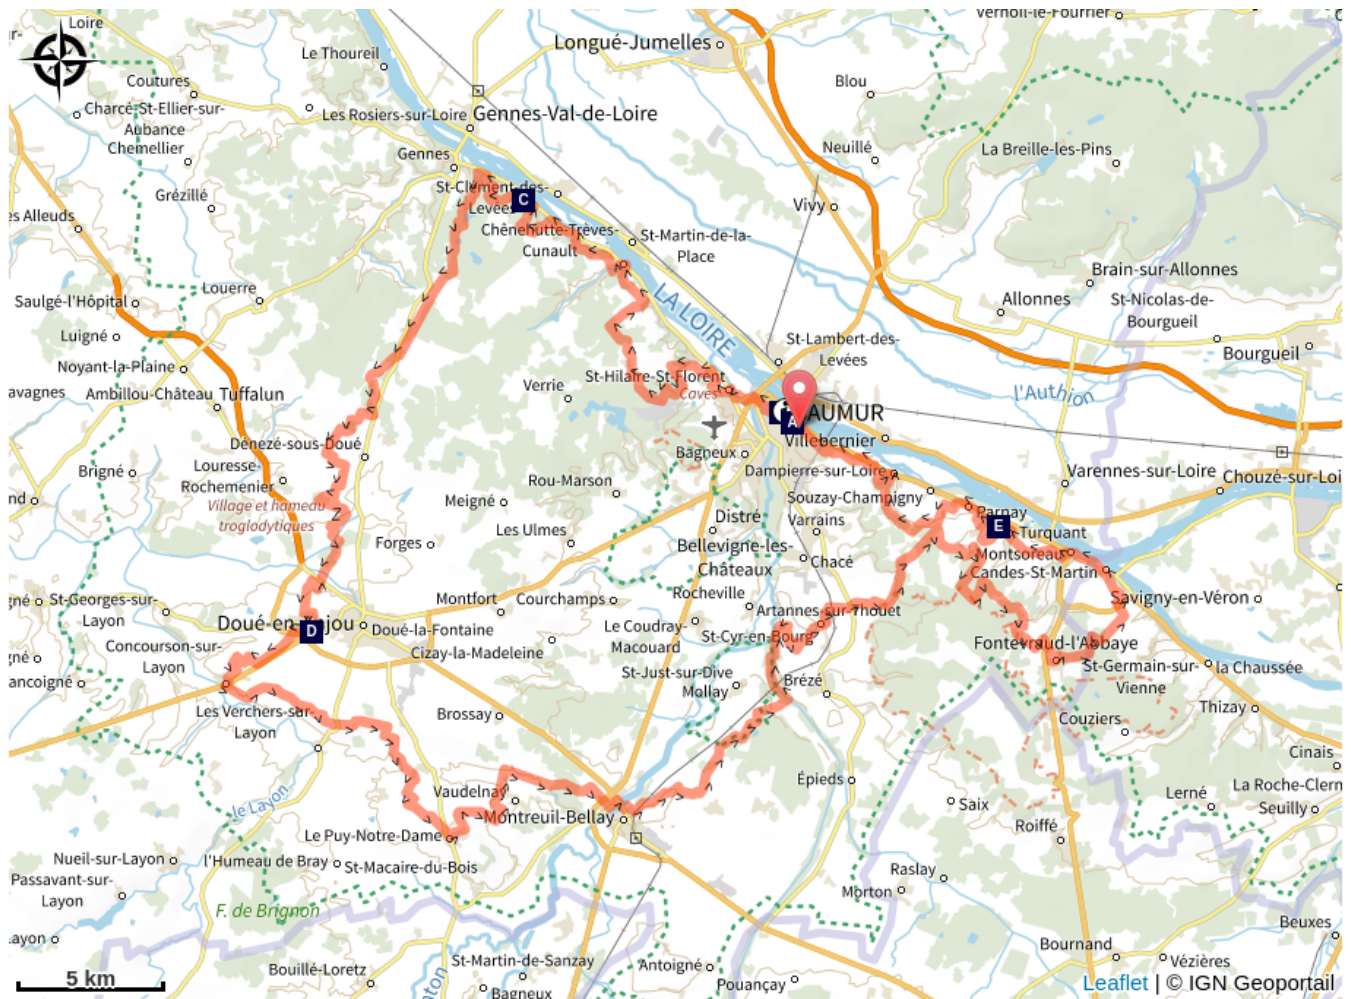 Loire
Vernoil-le-Fourrier
Longué-Jumelles
Le Thoureil
Coutures
Blou
Charcé-St-Ellier-sur-
Aubance
Les Rosiers-sur-Loire
Gennes-Val-de-Loire
Chemellier
Gennes
Neuillé
La Breille-les-Pins
Grézillé
St-Clément-des-
Levées
C
Vivy
es Alleuds
Chênehutte-Trèves-
Cunault
St-Martin-de-la-
Place
Brain-sur-Allonnes
Louerre
Saulgé-l'Hôpital
Allonnes
St-Nicolas-de-
Bourgueil
LA LOIRE
Luigné
St-Lambert-des-
Levées
Bourgueil
Noyant-la-Plaine
avagnes
Ambillou-Château
Tuffalun
Verrie
St-Hilaire-St-Florent
Caves
l'Authion
AUMUR
A
Villebernier
Dénezé-sous-Doué
Bagneux
Brigné
Louresse-
Rochemenier
Dampierre-sur-Loire
Varennes-sur-Loire
Chouzé-sur-Loi
Rou-Marson
nd
Meigné
Souzay-Champigny
Village et hameau
troglodytiques
Parnay
Distré
Varrains
E
Turquant
Les Ulmes
Forges
Bellevigne-les-
Châteaux
Chacé
Montsoreau
Candes-St-Martin
Rocheville
gné
St-Georges-sur-
Layon
Montfort
Courchamps
Savigny-en-Véron
Artannes-sur-Thouet
Doué-en-Anjou
D
Doué-la-Fontaine
Le Coudray-
Macouard
St-Cyr-en-Bourg
Fontevraud-l'Abbaye
Concourson-sur-
Layon
Cizay-la-Madeleine
gné
St-Germain-sur-
Vienne
la Chaussée
ancoigné
St-Just-sur-Dive
Mollay
Brézé
Les Verchers-sur-
Layon
Brossay
Couziers
Thizay
Cinais
Épieds
le Layon
Vaudelnay
Saix
Lerné
La Roche-Clerm
Seuilly
Montreuil-Bellay
Le Puy-Notre-Dame
Roiffé
Nueil-sur-Layon
l'Humeau de Bray
St-Macaire-du-Bois
Passavant-sur-
Layon
Raslay
Morton
F. de Brignon
Beuxes
Layon
Bournand
St-Martin-de-Sanzay
Antoigné
Vézières
Bouillé-Loretz
5 km
Bagneux
Pouançay
Leaflet | © IGN Geoportail